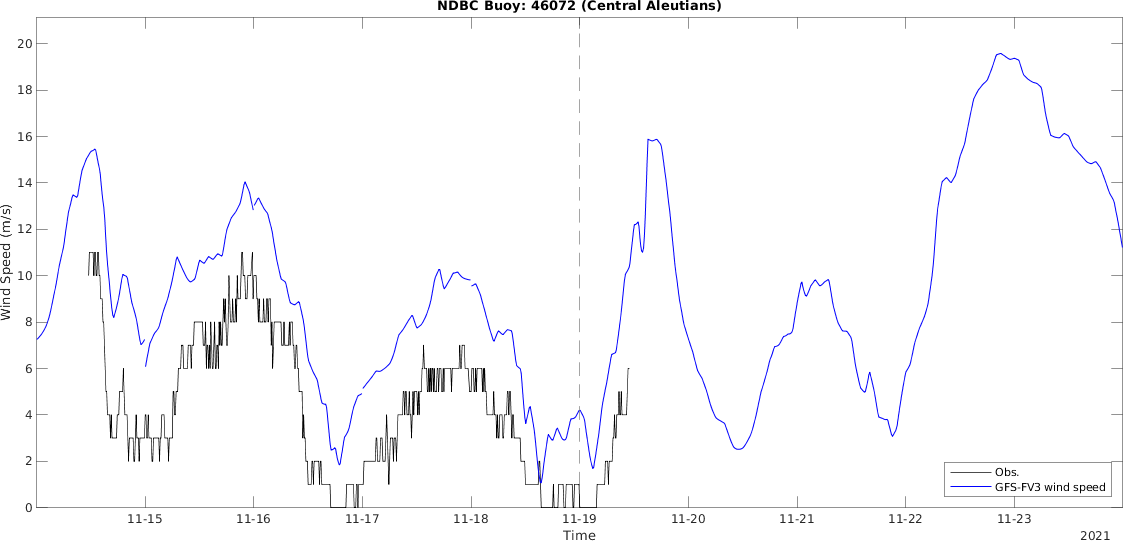 NDBC Buoy: 46072 (Central Aleutians)
Wind Speed (m/s)
20
18
16
14
12
10
8
6
4
2
0
Obs.
GFS-FV3 wind speed
11-15 11-16 11-17 11-18 11-19 11-20 11-21 11-22 11-23
Time
2021